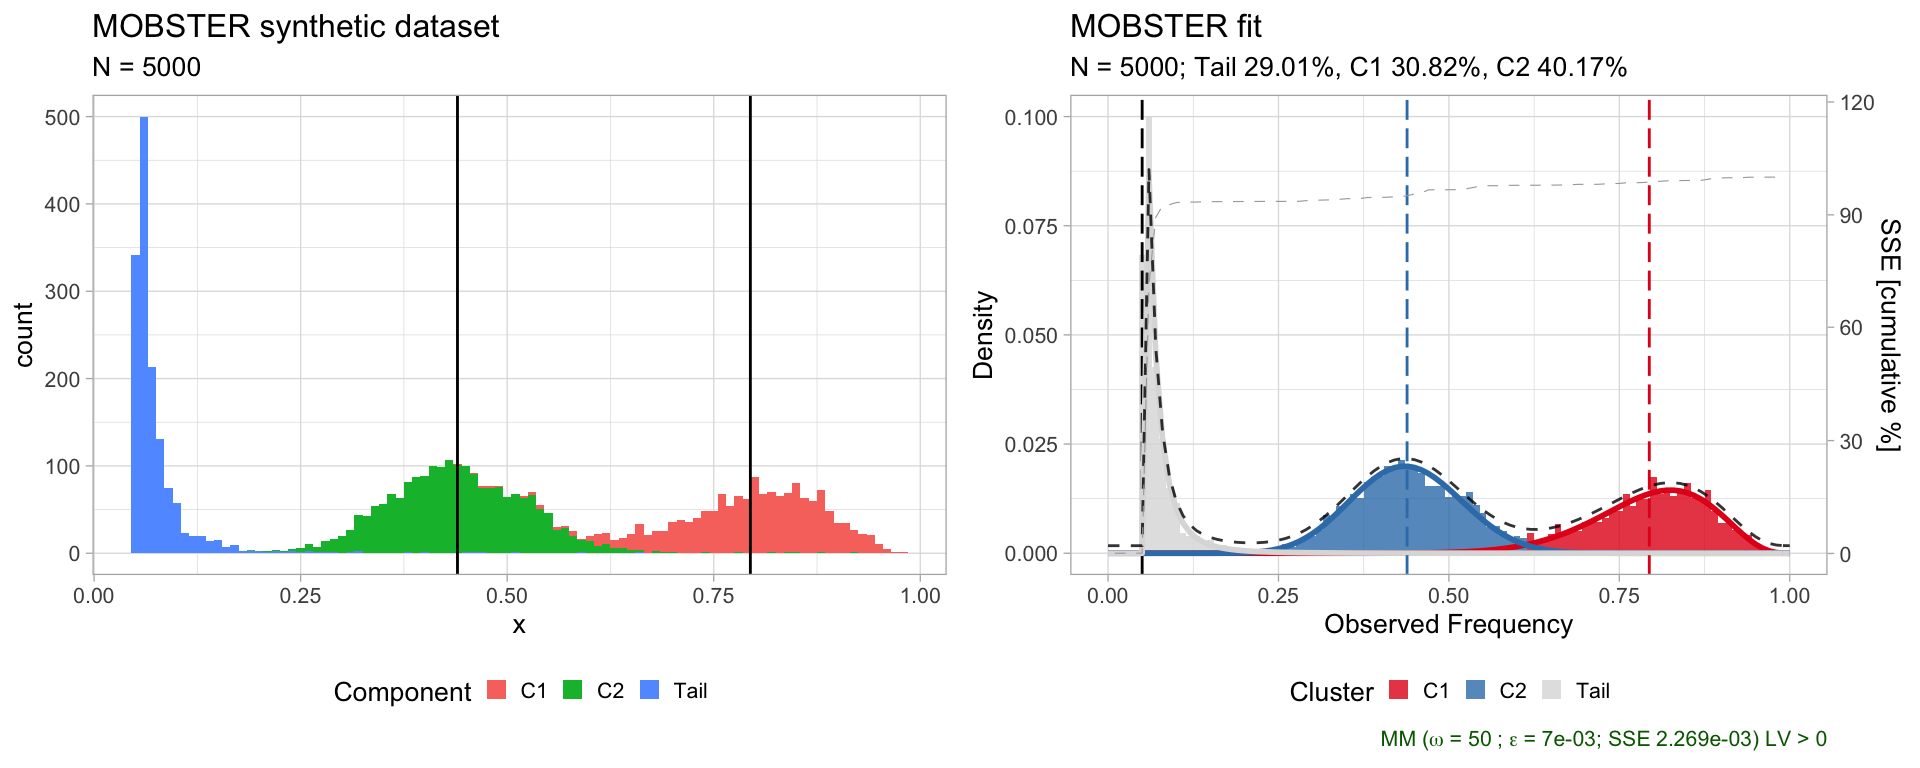 MOBSTER synthetic dataset
N = 5000
500
400
300
200
100
0
count
0.00 0.25 0.50 0.75 1.00
x
Component C1 C2 Tail
MOBSTER fit
N = 5000; Tail 29.01%, C1 30.82%, C2 40.17%
0.100
0.075
0.050
0.025
0.000
Density
120
90
60
30
0
SSE [cumulative %]
0.00 0.25 0.50 0.75 1.00
Observed Frequency
Cluster C1 C2 Tail
MM (ω = 50 ; ε = 7e-03; SSE 2.269e-03) LV > 0